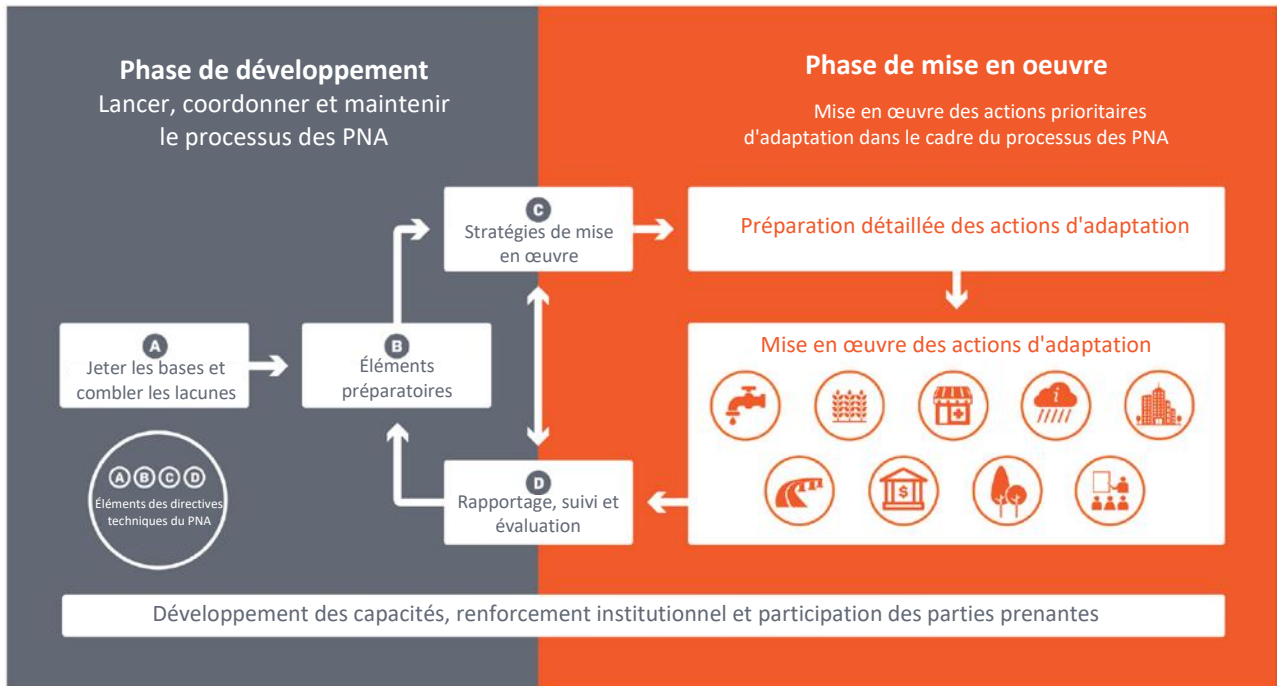 Phase de développement
Lancer, coordonner et maintenir
le processus des PNA
Phase de mise en oeuvre
Mise en œuvre des actions prioritaires
d'adaptation dans le cadre du processus des PNA
C
Stratégies de mise
en œuvre
Préparation détaillée des actions d'adaptation
A
Jeter les bases et
combler les lacunes
B
Éléments
préparatoires
Mise en œuvre des actions d'adaptation
i
$
A B C D
Éléments des directives
techniques du PNA
D
Rapportage, suivi et
évaluation
Développement des capacités, renforcement institutionnel et participation des parties prenantes